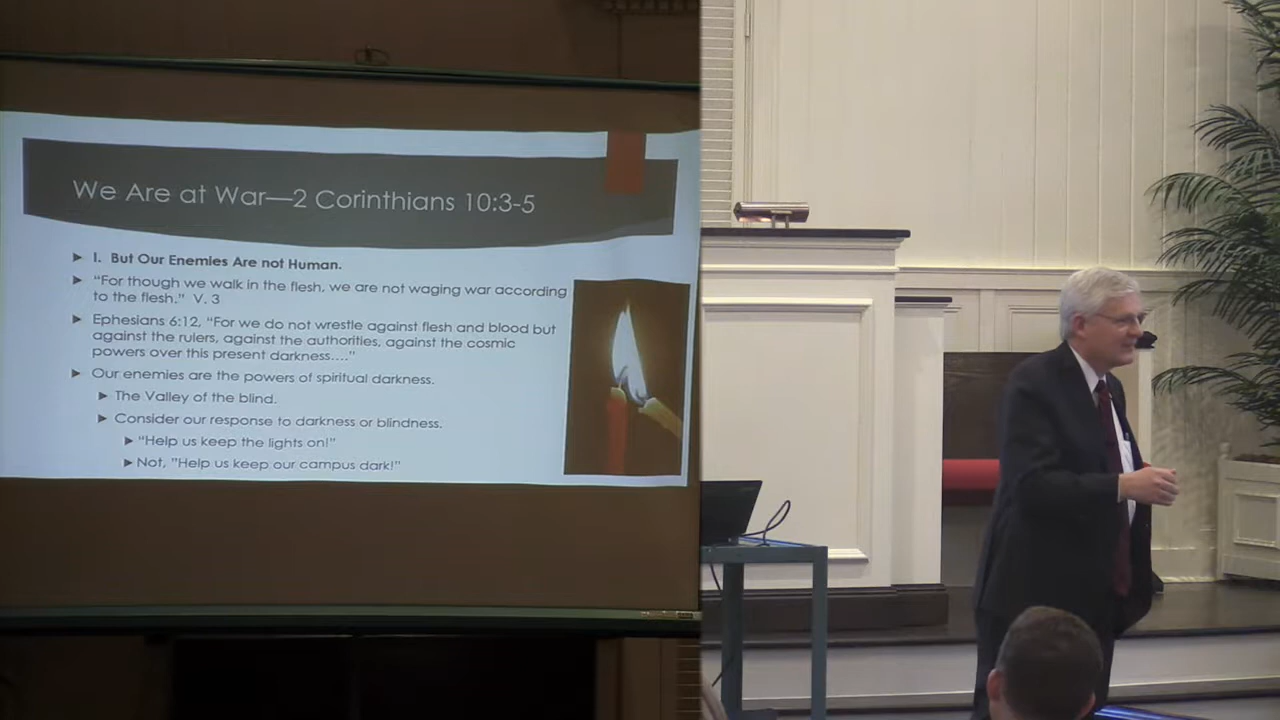 We Are at War—2 Corinthians 10:3-5
I. But Our Enemies Are not Human.
"For though we walk in the flesh, we are not waging war according
to the flesh." V. 3
Ephesians 6:12, "For we do not wrestle against flesh and blood but
against the rulers, against the authorities, against the cosmic
powers over this present darkness…."
Our enemies are the powers of spiritual darkness.
The Valley of the blind.
Consider our response to darkness or blindness.
"Help us keep the lights on!"
Not, "Help us keep our campus dark!"